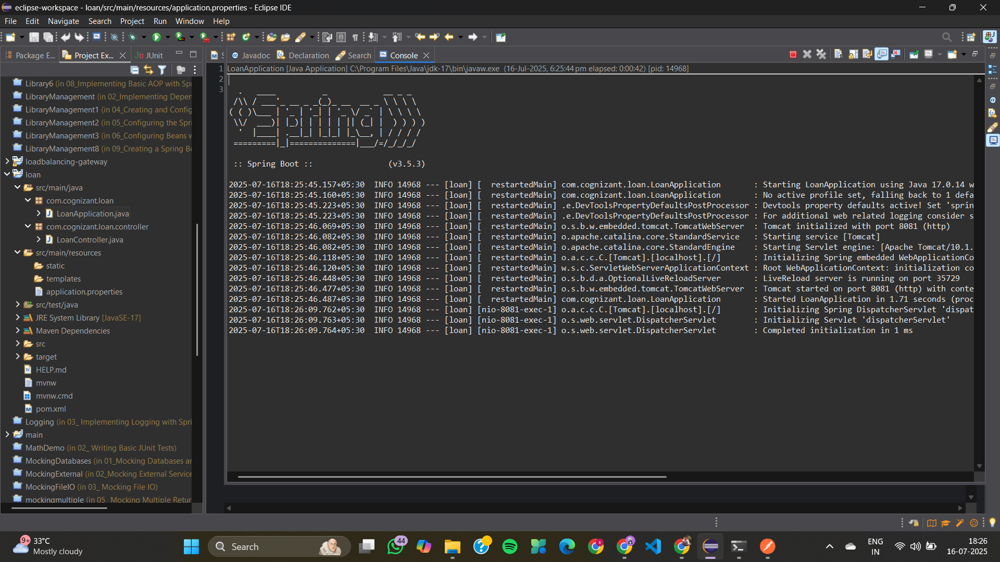 eclipse-workspace - loan/src/main/resources/application.properties - Eclipse IDE
File Edit Navigate Search Project Run Window Help
Package E... Project Ex... JUnit
Library6 (in 08_Implementing Basic AOP with Spr
LibraryManagement (in 02_Implementing Deper
LibraryManagement1 (in 04_Creating and Config
LibraryManagement2 (in 05_Configuring the Spri
LibraryManagement3 (in 06_Configuring Beans w
LibraryManagement8 (in 09_Creating a Spring Bo
loadbalancing-gateway
loan
src/main/java
com.cognizant.loan
LoanApplication.java
com.cognizant.loan.controller
LoanController.java
src/main/resources
static
templates
application.properties
src/test/java
JRE System Library [JavaSE-17]
Maven Dependencies
src
target
HELP.md
mvnw
mvnw.cmd
pom.xml
Logging (in 03_ Implementing Logging with Spri
main
MathDemo (in 02_ Writing Basic JUnit Tests)
MockingDatabases (in 01_Mocking Databases ar
MockingExternal (in 02_Mocking External Service
MockingFileIO (in 03_ Mocking File IO)
mockingmultiple (in 05_ Mocking Multiple Retur
1
2
3
Javadoc Declaration Search Console
LoanApplication [Java Application] C:\Program Files\Java\jdk-17\bin\javaw.exe (16-Jul-2025, 6:25:44 pm elapsed: 0:00:42) [pid: 14968]
  .   ____          _            __ _ _
 /\\ / ___'_ __ _ _(_)_ __  __ _ \ \ \ \
( ( )\___ | '_ | '_| | '_ \/ _` | \ \ \ \
 \\/  ___)| |_)| | | | | || (_| |  ) ) ) )
  '  |____| .__|_| |_|_| |_\__, | / / / /
 =========|_|==============|___/=/_/_/_/
:: Spring Boot :: (v3.5.3)
2025-07-16T18:25:45.157+05:30 INFO 14968 --- [loan] [ restartedMain] com.cognizant.loan.LoanApplication : Starting LoanApplication using Java 17.0.14 w
2025-07-16T18:25:45.160+05:30 INFO 14968 --- [loan] [ restartedMain] com.cognizant.loan.LoanApplication : No active profile set, falling back to 1 defa
2025-07-16T18:25:45.223+05:30 INFO 14968 --- [loan] [ restartedMain] .e.DevToolsPropertyDefaultsPostProcessor : Devtools property defaults active! Set 'sprin
2025-07-16T18:25:45.223+05:30 INFO 14968 --- [loan] [ restartedMain] .e.DevToolsPropertyDefaultsPostProcessor : For additional web related logging consider s
2025-07-16T18:25:46.069+05:30 INFO 14968 --- [loan] [ restartedMain] o.s.b.w.embedded.tomcat.TomcatWebServer : Tomcat initialized with port 8081 (http)
2025-07-16T18:25:46.082+05:30 INFO 14968 --- [loan] [ restartedMain] o.apache.catalina.core.StandardService : Starting service [Tomcat]
2025-07-16T18:25:46.082+05:30 INFO 14968 --- [loan] [ restartedMain] o.apache.catalina.core.StandardEngine : Starting Servlet engine: [Apache Tomcat/10.1.
2025-07-16T18:25:46.118+05:30 INFO 14968 --- [loan] [ restartedMain] o.a.c.c.C.[Tomcat].[localhost].[/] : Initializing Spring embedded WebApplicationCo
2025-07-16T18:25:46.120+05:30 INFO 14968 --- [loan] [ restartedMain] w.s.c.ServletWebServerApplicationContext : Root WebApplicationContext: initialization co
2025-07-16T18:25:46.448+05:30 INFO 14968 --- [loan] [ restartedMain] o.s.b.d.a.OptionalLiveReloadServer : LiveReload server is running on port 35729
2025-07-16T18:25:46.477+05:30 INFO 14968 --- [loan] [ restartedMain] o.s.b.w.embedded.tomcat.TomcatWebServer : Tomcat started on port 8081 (http) with conte
2025-07-16T18:25:46.487+05:30 INFO 14968 --- [loan] [ restartedMain] com.cognizant.loan.LoanApplication : Started LoanApplication in 1.71 seconds (proc
2025-07-16T18:26:09.762+05:30 INFO 14968 --- [loan] [nio-8081-exec-1] o.a.c.c.C.[Tomcat].[localhost].[/] : Initializing Spring DispatcherServlet 'dispat
2025-07-16T18:26:09.763+05:30 INFO 14968 --- [loan] [nio-8081-exec-1] o.s.web.servlet.DispatcherServlet : Initializing Servlet 'dispatcherServlet'
2025-07-16T18:26:09.764+05:30 INFO 14968 --- [loan] [nio-8081-exec-1] o.s.web.servlet.DispatcherServlet : Completed initialization in 1 ms
9+
33°C
Mostly cloudy
Search
44
ENG
IN
18:26
16-07-2025